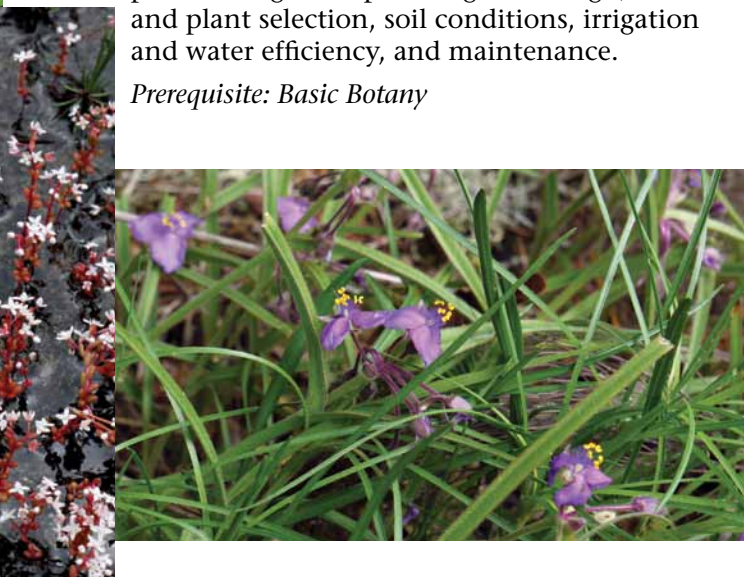 and plant selection, soil conditions, irrigation
and water efficiency, and maintenance.
Prerequisite: Basic Botany